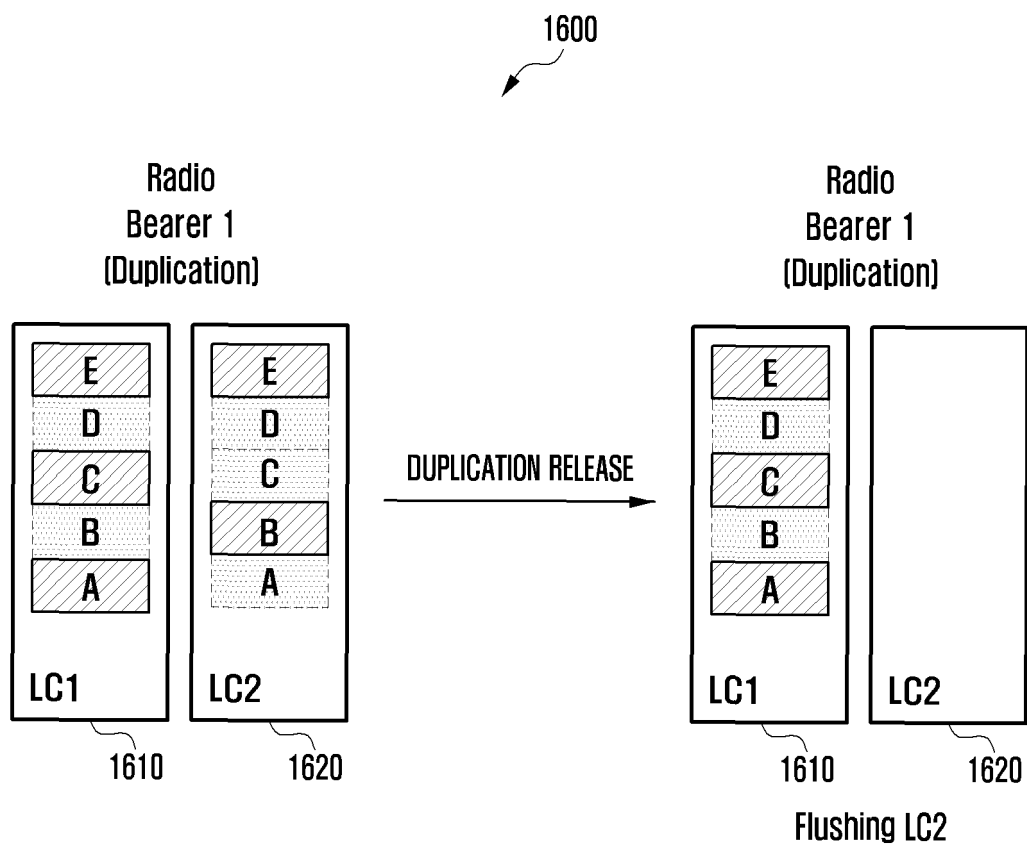 1600
Radio
Bearer 1
(Duplication)
E
D
C
B
A
LC1
1610
E
D
C
B
A
LC2
1620
DUPLICATION RELEASE
Radio
Bearer 1
(Duplication)
E
D
C
B
A
LC1
1610
LC2
1620
Flushing LC2